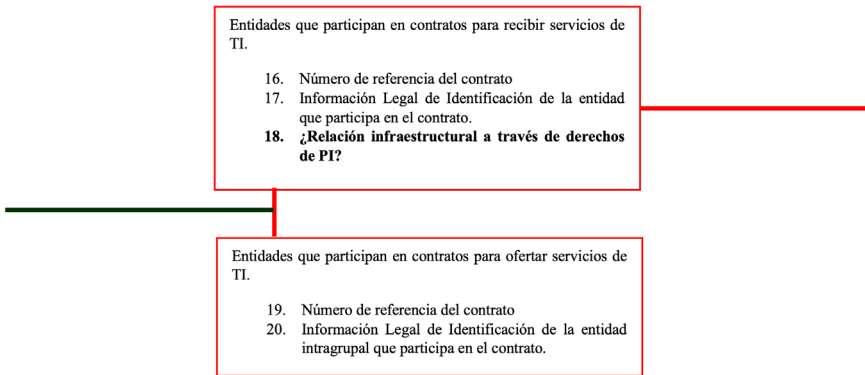 Entidades que participan en contratos para recibir servicios de
TI.
16. Número de referencia del contrato
17. Información Legal de Identificación de la entidad
que participa en el contrato.
18. ¿Relación infraestructural a través de derechos
de PI?
Entidades que participan en contratos para ofertar servicios de
TI.
19. Número de referencia del contrato
20. Información Legal de Identificación de la entidad
intragrupal que participa en el contrato.